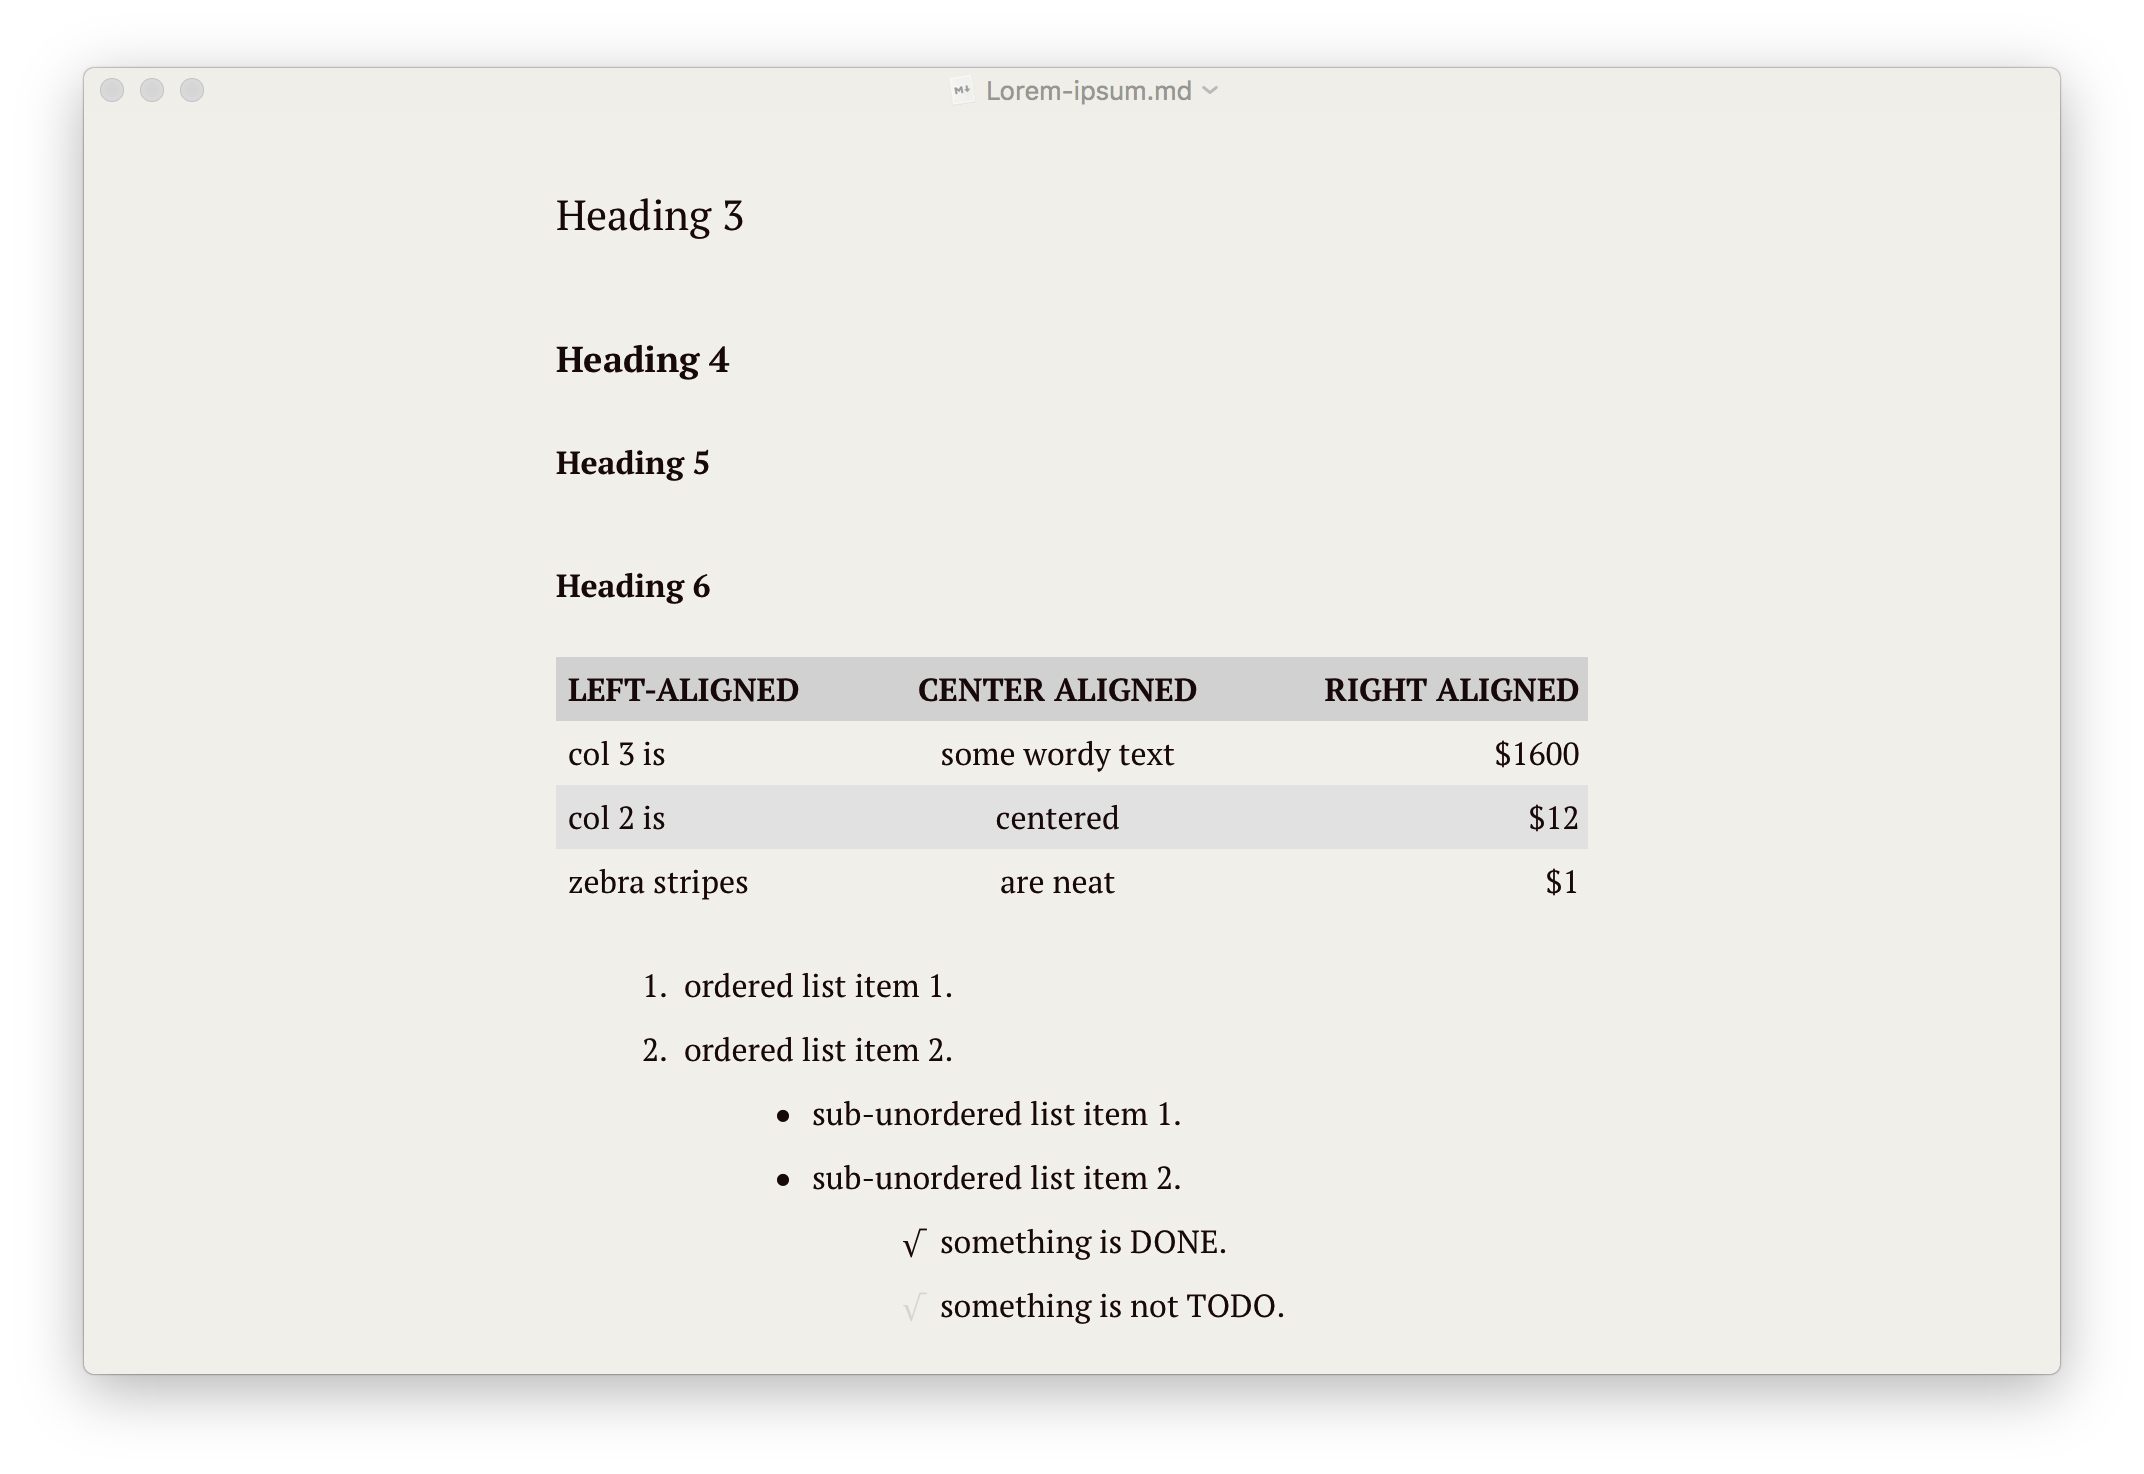 Lorem-ipsum.md
Heading 3
Heading 4
Heading 5
Heading 6
LEFT-ALIGNED CENTER ALIGNED RIGHT ALIGNED
col 3 is some wordy text $1600
col 2 is centered $12
zebra stripes are neat $1
1. ordered list item 1.
2. ordered list item 2.
• sub-unordered list item 1.
• sub-unordered list item 2.
√ something is DONE.
√ something is not TODO.